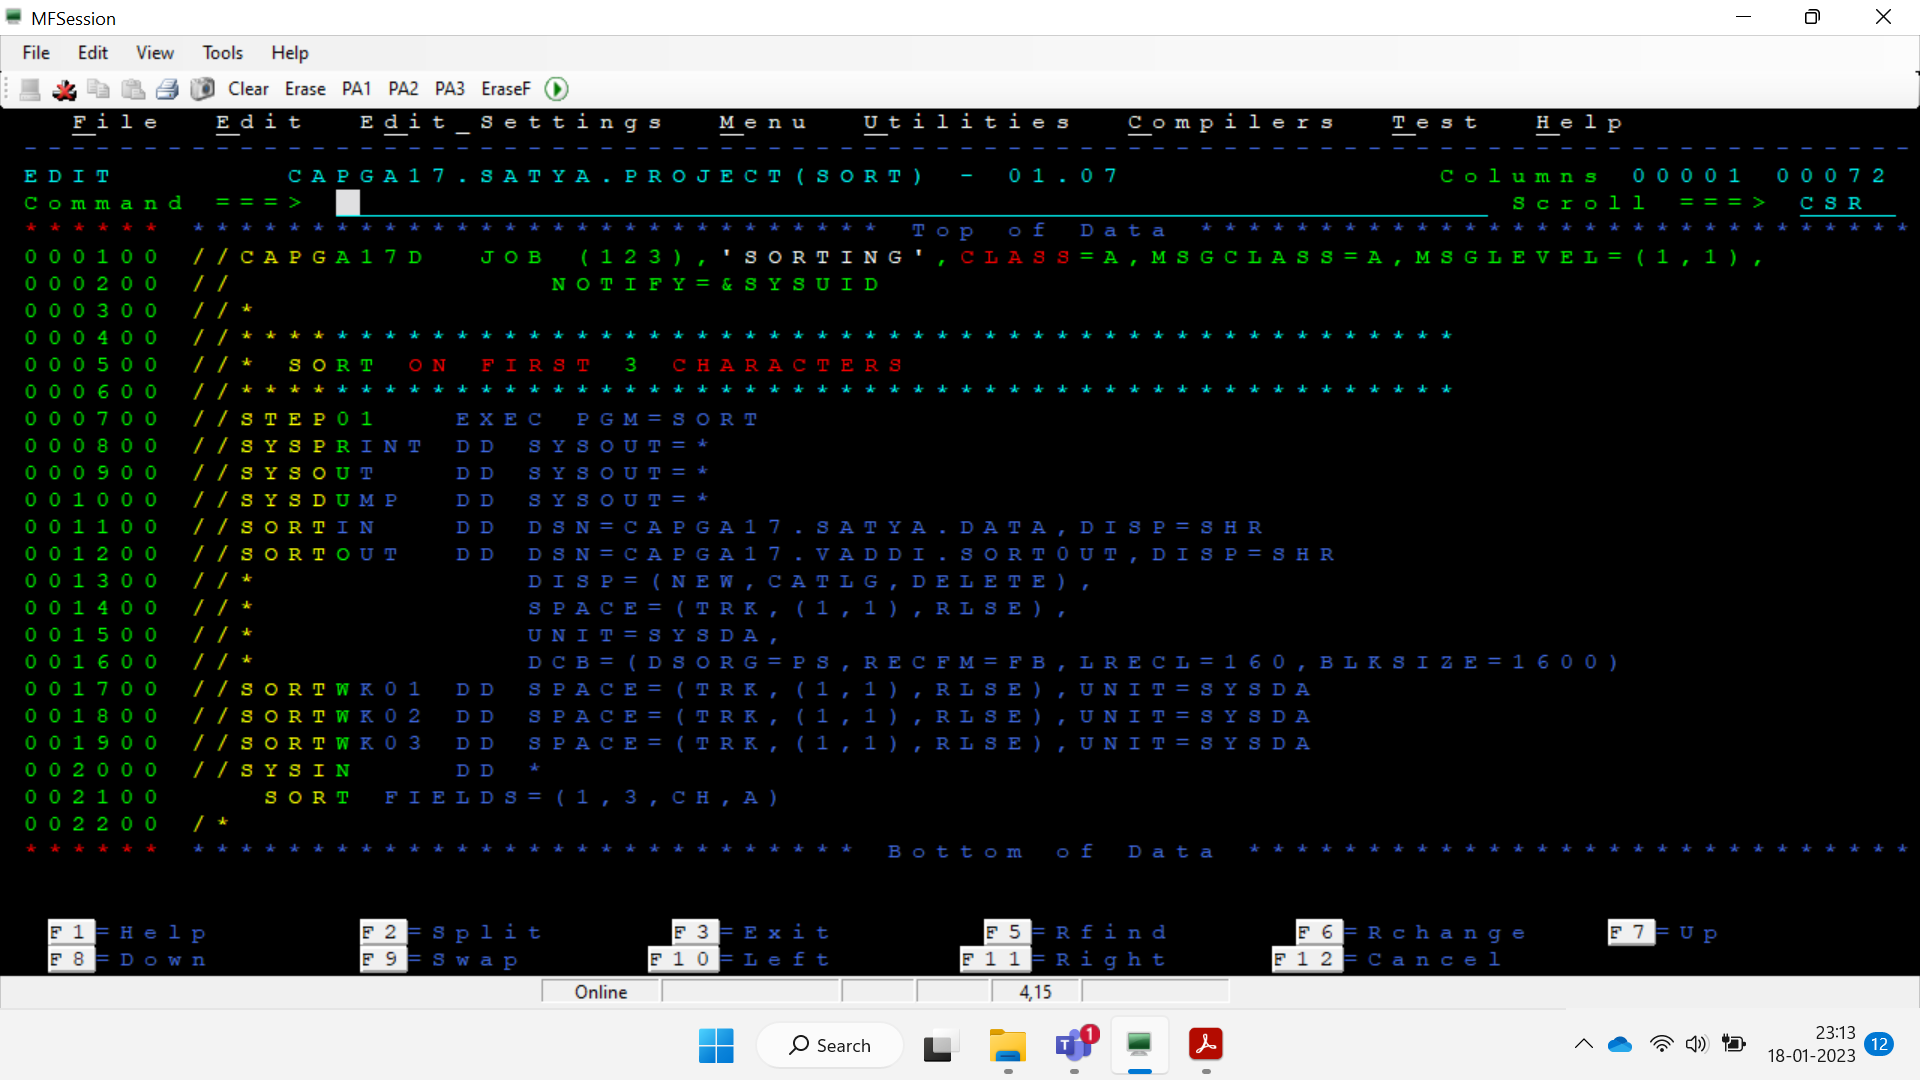 MFSession
File Edit View Tools Help
Clear Erase PA1 PA2 PA3 EraseF
File Edit Edit_Settings Menu Utilities Compilers Test Help
- - - - - - - - - - - - - - - - - - - - - - - - - - - - - - - - - - - - - - - - - - - - - - - - - - - - - - - - - - - - - - - - - - - - - - - - - - - - - - -
EDIT CAPGA17.SATYA.PROJECT(SORT) - 01.07 Columns 00001 00072
Command ===> Scroll ===> CSR
****** ***************************** Top of Data ******************************
000100 //CAPGA17D JOB (123),'SORTING',CLASS=A,MSGCLASS=A,MSGLEVEL=(1,1),
000200 // NOTIFY=&SYSUID
000300 //*
000400 //***************************************************
000500 //* SORT ON FIRST 3 CHARACTERS
000600 //***************************************************
000700 //STEP01 EXEC PGM=SORT
000800 //SYSPRINT DD SYSOUT=*
000900 //SYSOUT DD SYSOUT=*
001000 //SYSDUMP DD SYSOUT=*
001100 //SORTIN DD DSN=CAPGA17.SATYA.DATA,DISP=SHR
001200 //SORTOUT DD DSN=CAPGA17.VADDI.SORT0UT,DISP=SHR
001300 //* DISP=(NEW,CATLG,DELETE),
001400 //* SPACE=(TRK,(1,1),RLSE),
001500 //* UNIT=SYSDA,
001600 //* DCB=(DSORG=PS,RECFM=FB,LRECL=160,BLKSIZE=1600)
001700 //SORTWK01 DD SPACE=(TRK,(1,1),RLSE),UNIT=SYSDA
001800 //SORTWK02 DD SPACE=(TRK,(1,1),RLSE),UNIT=SYSDA
001900 //SORTWK03 DD SPACE=(TRK,(1,1),RLSE),UNIT=SYSDA
002000 //SYSIN DD *
002100 SORT FIELDS=(1,3,CH,A)
002200 /*
****** **************************** Bottom of Data ****************************
F1=Help F2=Split F3=Exit F5=Rfind F6=Rchange F7=Up
F8=Down F9=Swap F10=Left F11=Right F12=Cancel
Online 4,15
Search
T 1
23:13
18-01-2023
12